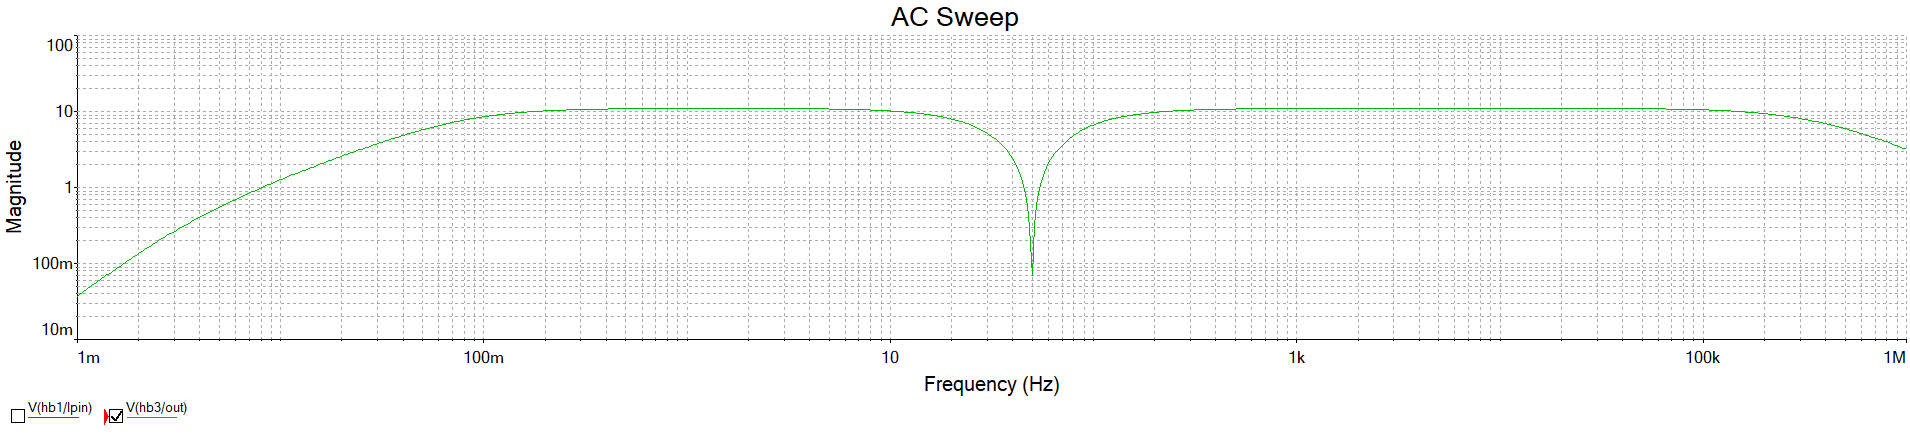 AC Sweep
100
10
1
100m
10m
Magnitude
1m 100m 10 1k 100k 1M
Frequency (Hz)
V(hb1/lpin) V(hb3/out)